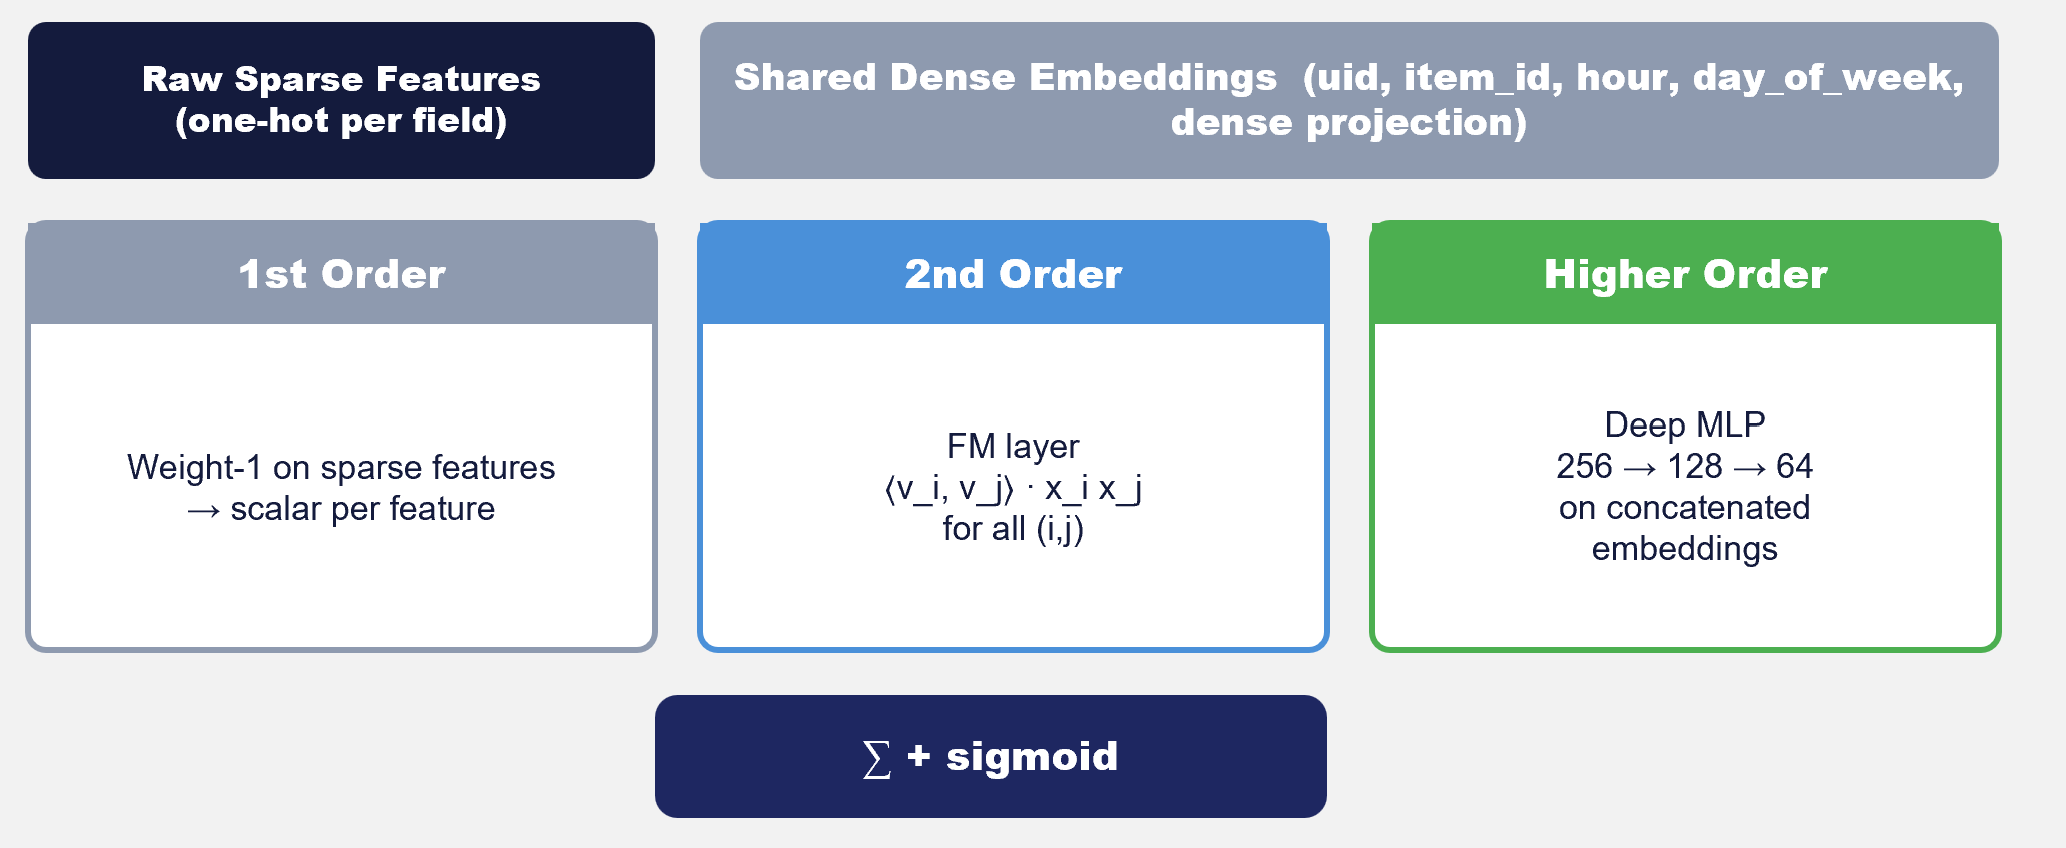 Raw Sparse Features
(one-hot per field)
Shared Dense Embeddings (uid, item_id, hour, day_of_week,
dense projection)
1st Order
Weight-1 on sparse features
→ scalar per feature
2nd Order
FM layer
⟨v_i, v_j⟩ · x_i x_j
for all (i,j)
Higher Order
Deep MLP
256 → 128 → 64
on concatenated
embeddings
∑ + sigmoid